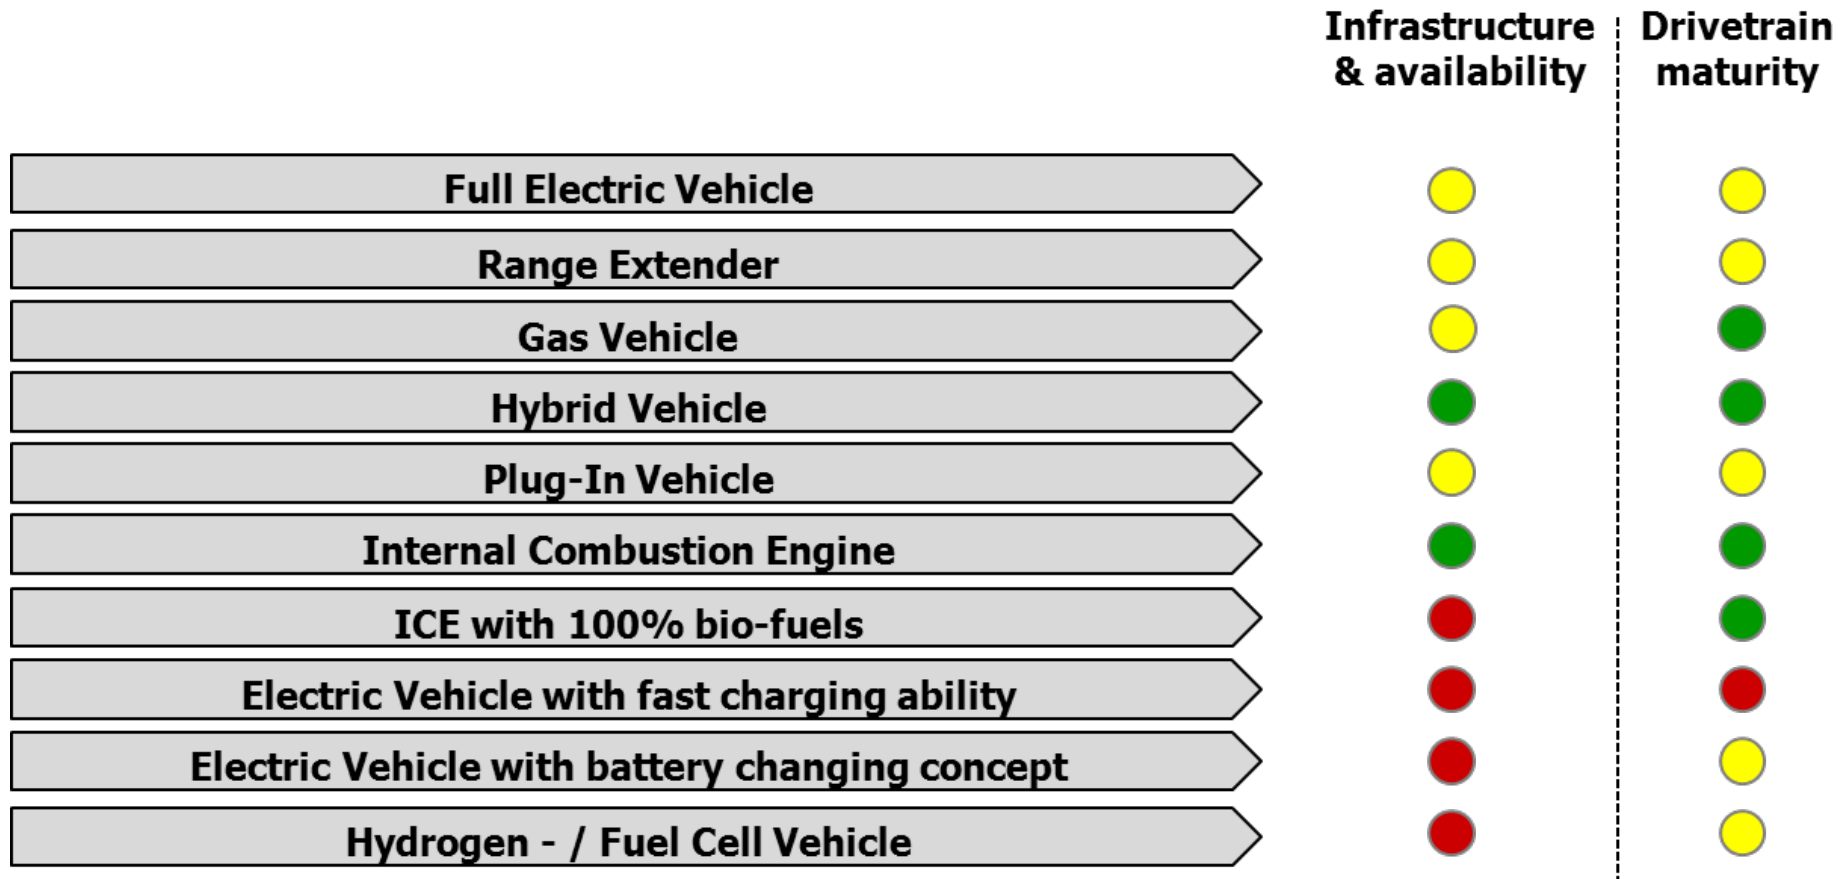 Infrastructure
& availability
Drivetrain
maturity
Full Electric Vehicle
Range Extender
Gas Vehicle
Hybrid Vehicle
Plug-In Vehicle
Internal Combustion Engine
ICE with 100% bio-fuels
Electric Vehicle with fast charging ability
Electric Vehicle with battery changing concept
Hydrogen - / Fuel Cell Vehicle